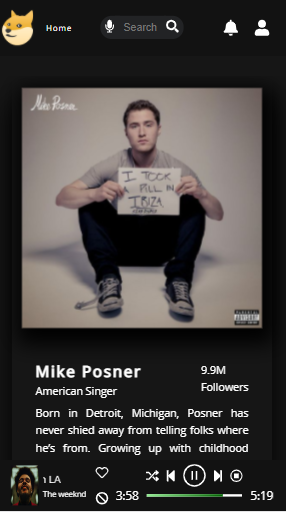 Home
Search
Mike Posner
I TOOK
A PILL IN
IBIZA
Mike Posner
9.9M
American Singer
Followers
Born in Detroit, Michigan, Posner has
never shied away from telling folks where
he's from. Growing up with childhood
LA
The weeknd
3:58
5:19